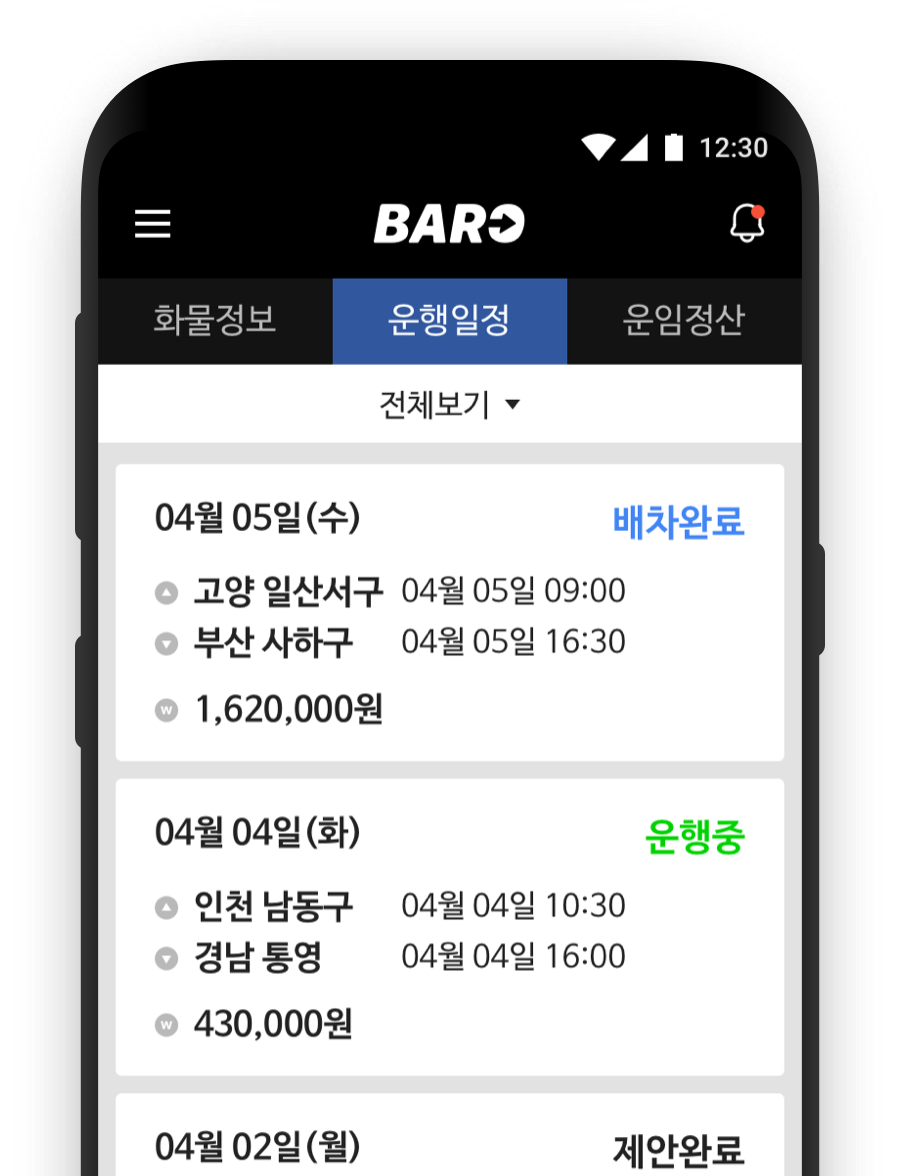 12:30
BARO
화물정보 운행일정 운임정산
전체보기
04월 05일(수) 배차완료
고양 일산서구 04월 05일 09:00
부산 사하구 04월 05일 16:30
W 1,620,000원
04월 04일(화) 운행중
인천 남동구 04월 04일 10:30
경남 통영 04월 04일 16:00
W 430,000원
04월 02일(월) 제안완료